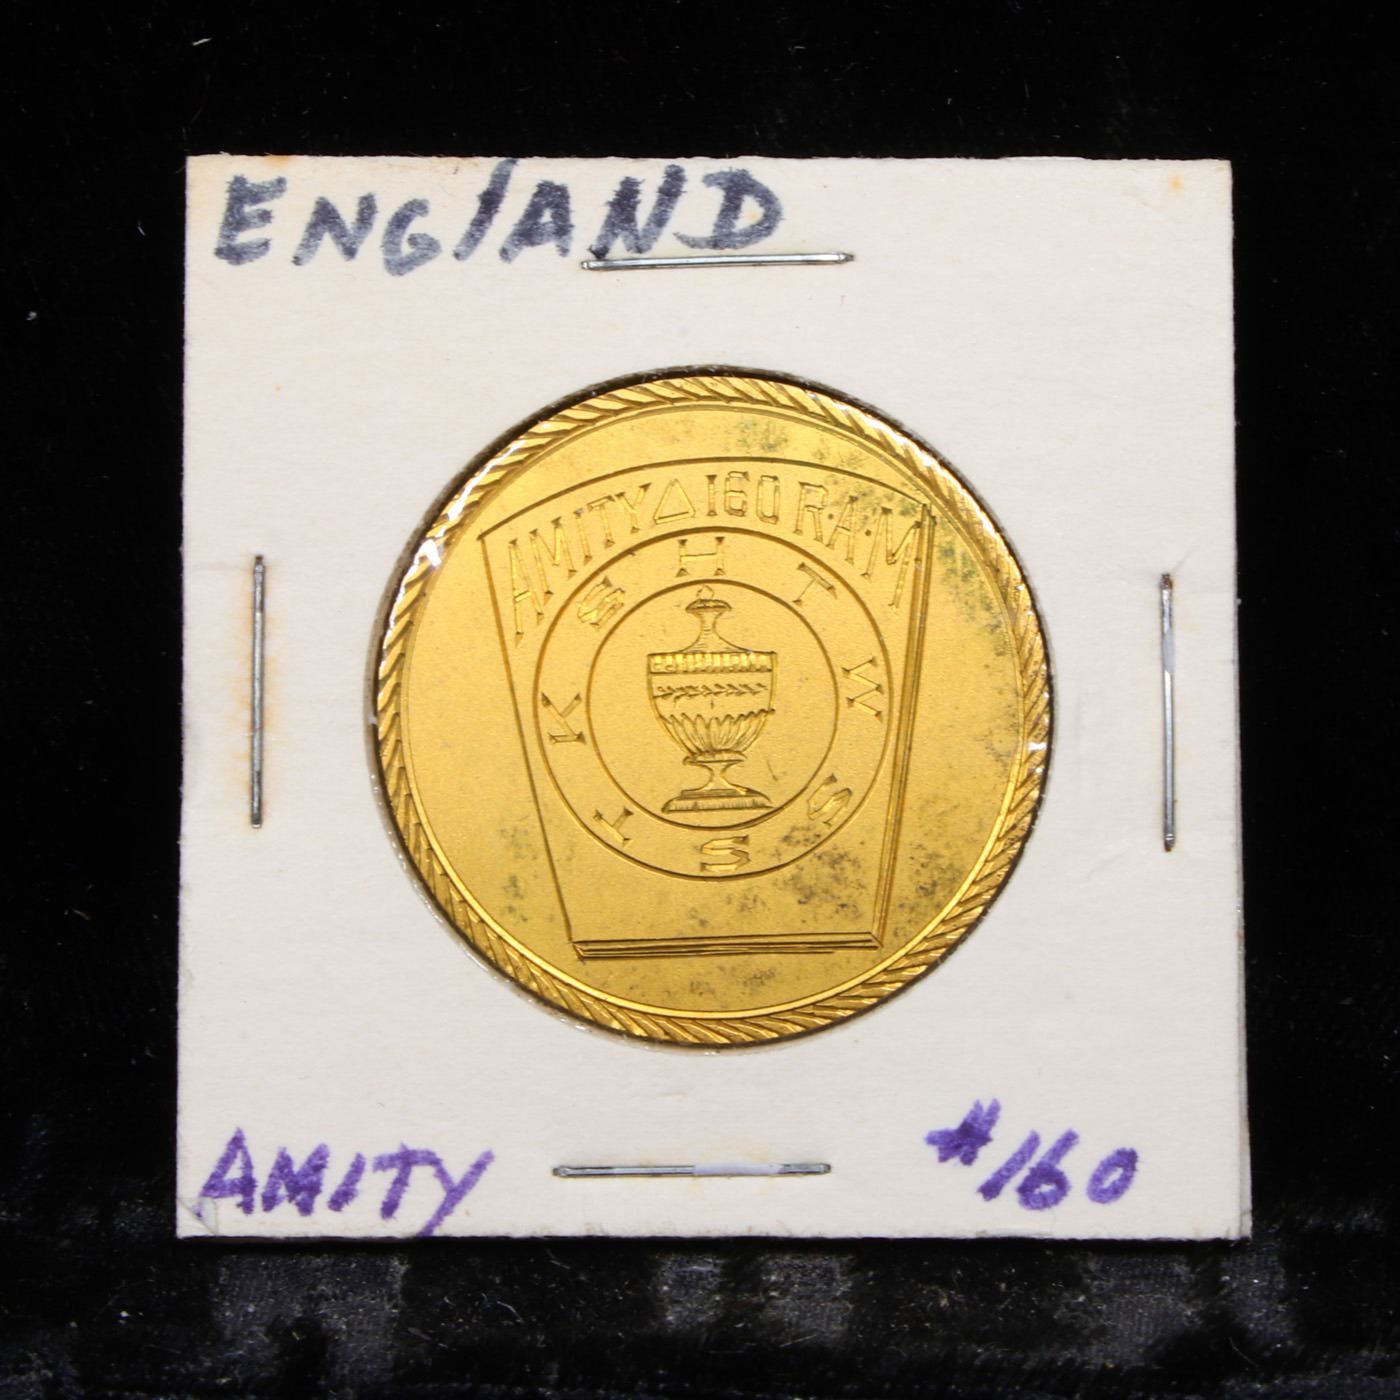 ENGLAND
AMITY △ 160 R.A.M
H T W S S T K S
AMITY #160